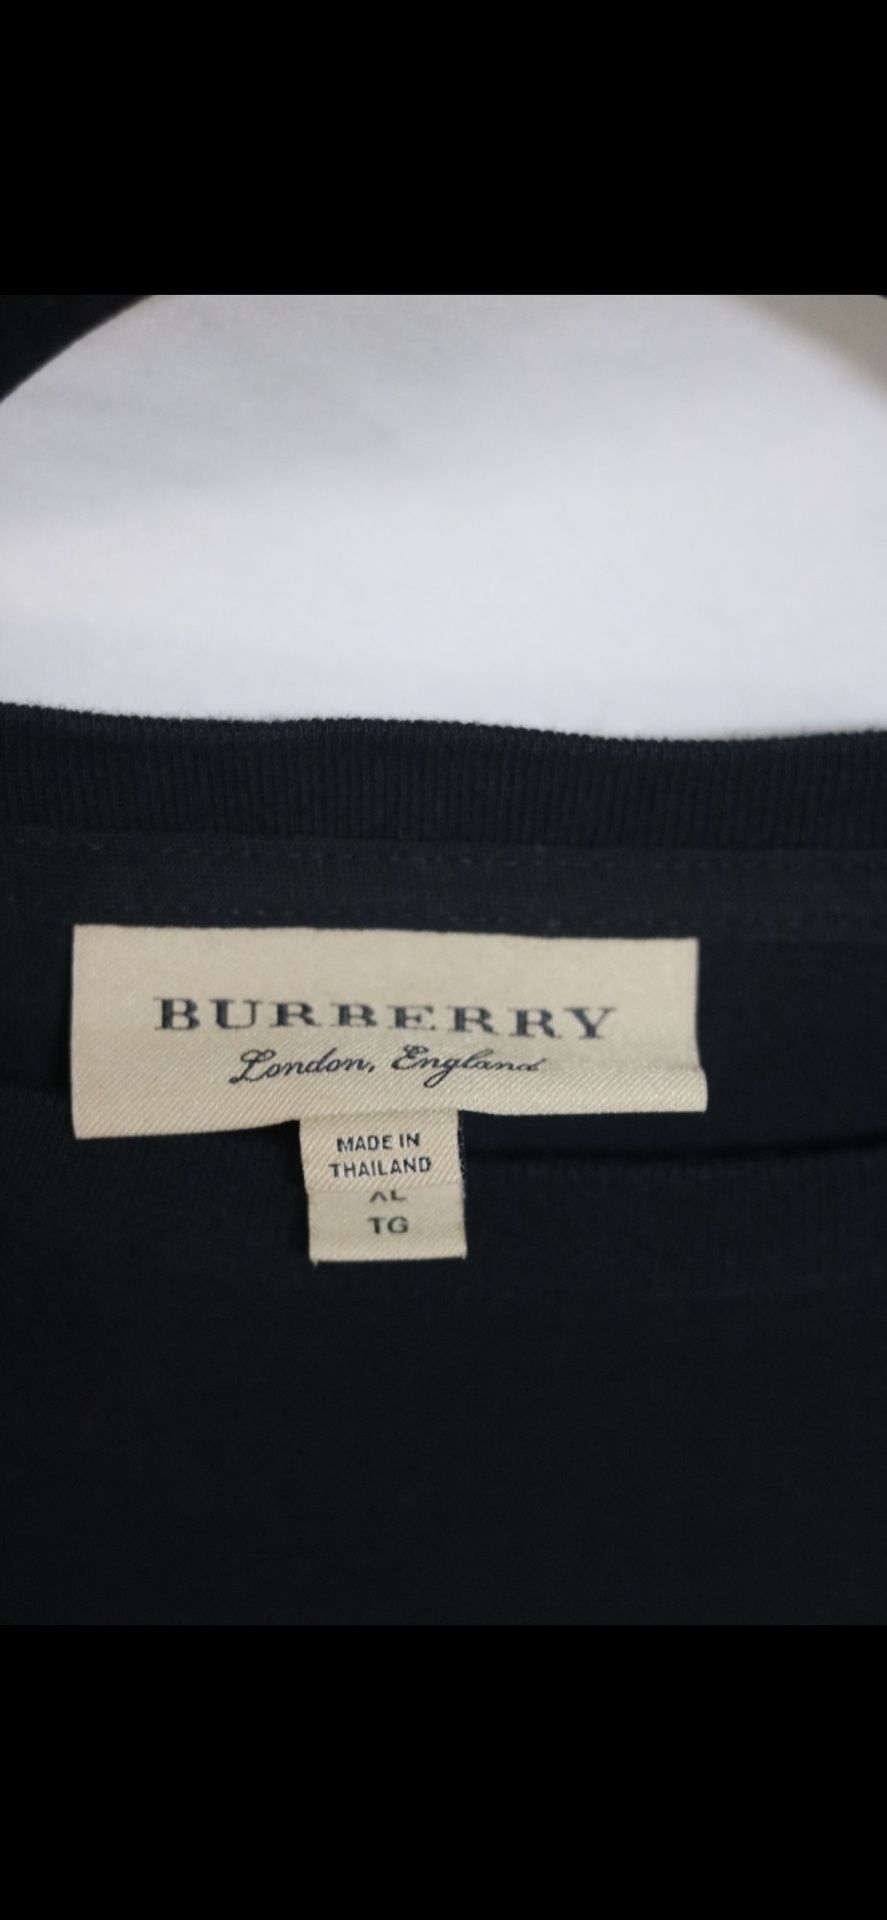 BURBERRY
London, England
MADE IN
THAILAND
XL
TG